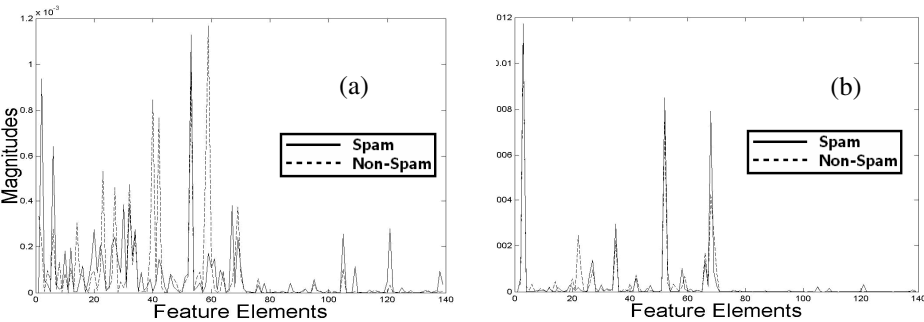 1.2 × 10⁻³
1
0.8
0.6
0.4
0.2
0
0 20 40 60 80 100 120 140
Magnitudes
Feature Elements
(a)
Spam
Non-Spam
012
0.01
008
006
004
002
0
0 20 40 60 80 100 120 140
Feature Elements
(b)
Spam
Non-Spam